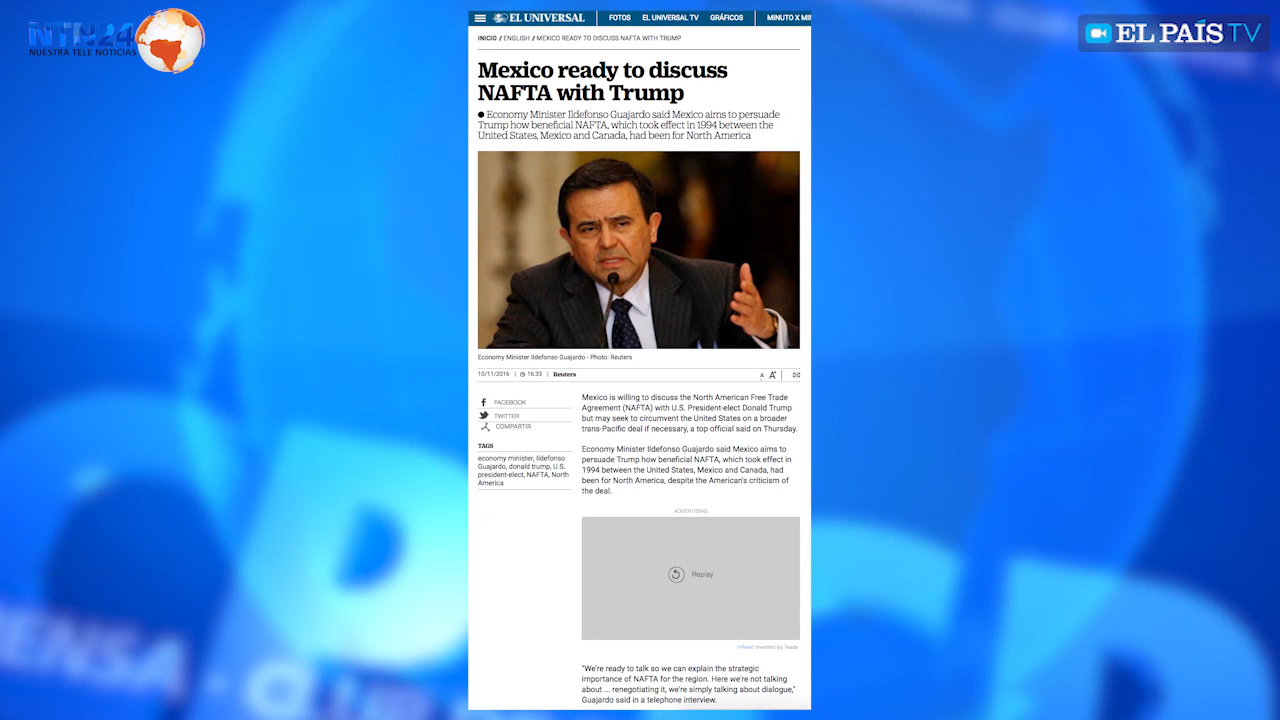 NTN24
NUESTRA TELE NOTICIAS
EL PAÍS TV
EL UNIVERSAL
FOTOS EL UNIVERSAL TV GRÁFICOS MINUTO X MI
INICIO / ENGLISH / MEXICO READY TO DISCUSS NAFTA WITH TRUMP
Mexico ready to discuss
NAFTA with Trump
● Economy Minister Ildefonso Guajardo said Mexico aims to persuade
Trump how beneficial NAFTA, which took effect in 1994 between the
United States, Mexico and Canada, had been for North America
Economy Minister Ildefonso Guajardo - Photo: Reuters
10/11/2016 | 16:33 | Reuters
A A+
FACEBOOK
TWITTER
COMPARTIR
TAGS
economy minister, Ildefonso
Guajardo, donald trump, U.S.
president-elect, NAFTA, North
America
Mexico is willing to discuss the North American Free Trade
Agreement (NAFTA) with U.S. President-elect Donald Trump
but may seek to circumvent the United States on a broader
trans-Pacific deal if necessary, a top official said on Thursday.
Economy Minister Ildefonso Guajardo said Mexico aims to
persuade Trump how beneficial NAFTA, which took effect in
1994 between the United States, Mexico and Canada, had
been for North America, despite the American's criticism of
the deal.
ADVERTISING
Replay
inRead invented by Teads
"We're ready to talk so we can explain the strategic
importance of NAFTA for the region. Here we're not talking
about ... renegotiating it, we're simply talking about dialogue,"
Guajardo said in a telephone interview.
ENSA